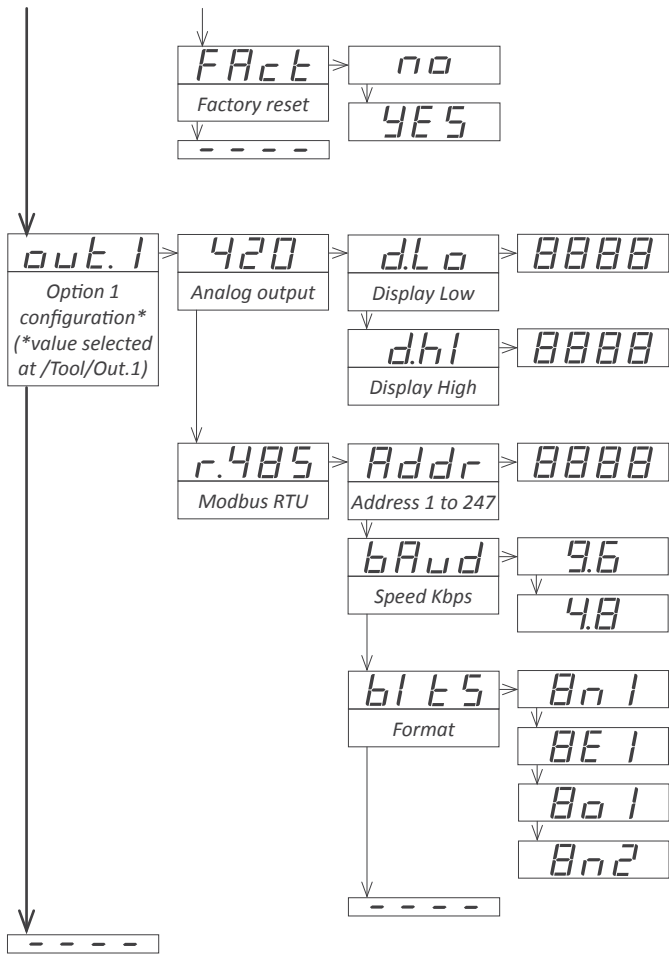 FAct
Factory reset
no
YES
- - - -
out.1
Option 1
configuration*
(*value selected
at /Tool/Out.1)
420
Analog output
d.Lo
Display Low
8888
d.hI
Display High
8888
r.485
Modbus RTU
Addr
Address 1 to 247
8888
bAud
Speed Kbps
9.6
4.8
bItS
Format
8n1
8E1
8o1
8n2
- - - -
- - - -